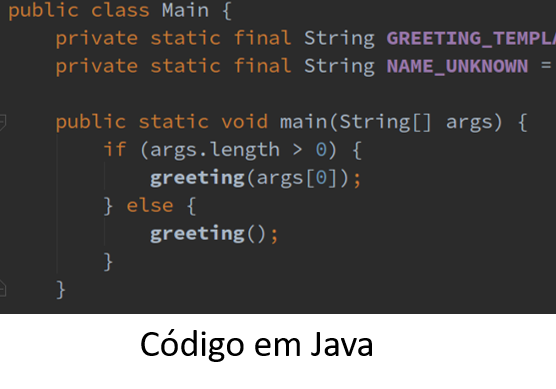 public class Main {
private static final String GREETING_TEMPL
private static final String NAME_UNKNOWN =
public static void main(String[] args) {
if (args.length > 0) {
greeting(args[0]);
} else {
greeting();
}
}
Código em Java